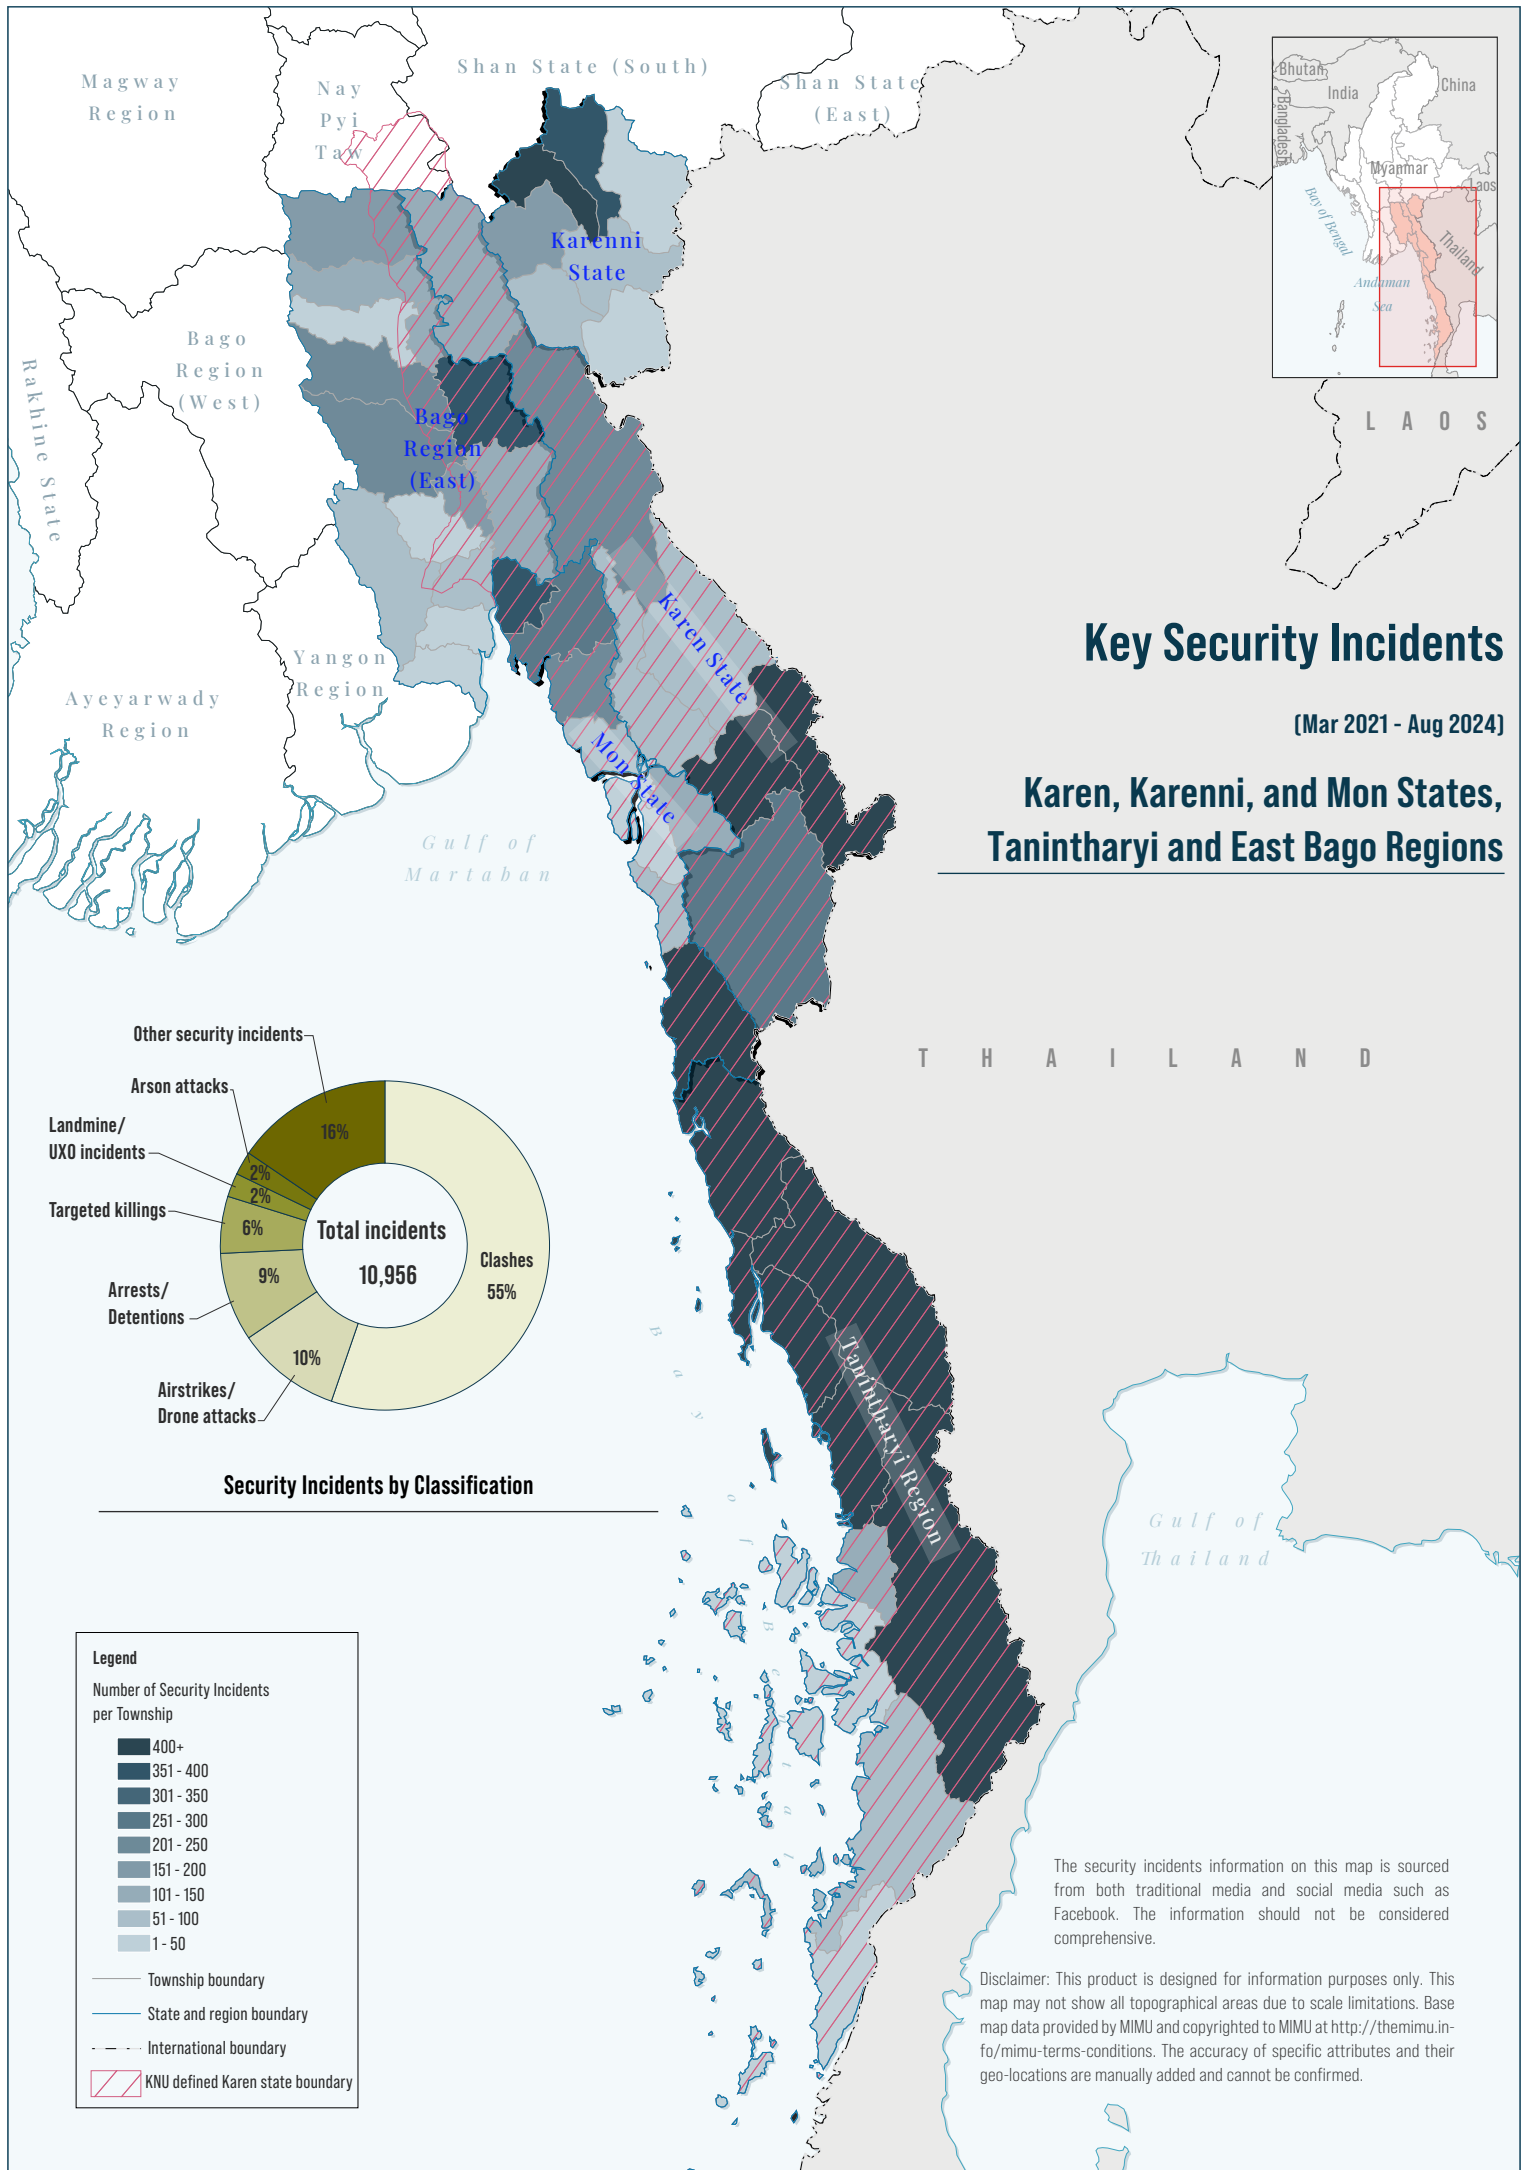 Magway
Region
Nay
Pyi
Taw
Shan State (South)
Shan State
(East)
Bhutan
India
China
Bangladesh
Myanmar
Laos
Bay of Bengal
Thailand
Andaman
Sea
Karenni
State
Bago
Region
(West)
Rakhine State
LAOS
Bago
Region
(East)
Karen State
Key Security Incidents
(Mar 2021 - Aug 2024)
Karen, Karenni, and Mon States,
Tanintharyi and East Bago Regions
Yangon
Region
Ayeyarwady
Region
Mon State
Gulf of
Martaban
THAILAND
Other security incidents
Arson attacks
Landmine/
UXO incidents
Targeted killings
Arrests/
Detentions
Airstrikes/
Drone attacks
16%
2%
2%
6%
9%
10%
Total incidents
10,956
Clashes
55%
Security Incidents by Classification
Bay of Bengal
Tanintharyi Region
Gulf of
Thailand
Legend
Number of Security Incidents
per Township
400+
351 - 400
301 - 350
251 - 300
201 - 250
151 - 200
101 - 150
51 - 100
1 - 50
Township boundary
State and region boundary
International boundary
KNU defined Karen state boundary
The security incidents information on this map is sourced
from both traditional media and social media such as
Facebook. The information should not be considered
comprehensive.
Disclaimer: This product is designed for information purposes only. This
map may not show all topographical areas due to scale limitations. Base
map data provided by MIMU and copyrighted to MIMU at http://themimu.in-
fo/mimu-terms-conditions. The accuracy of specific attributes and their
geo-locations are manually added and cannot be confirmed.